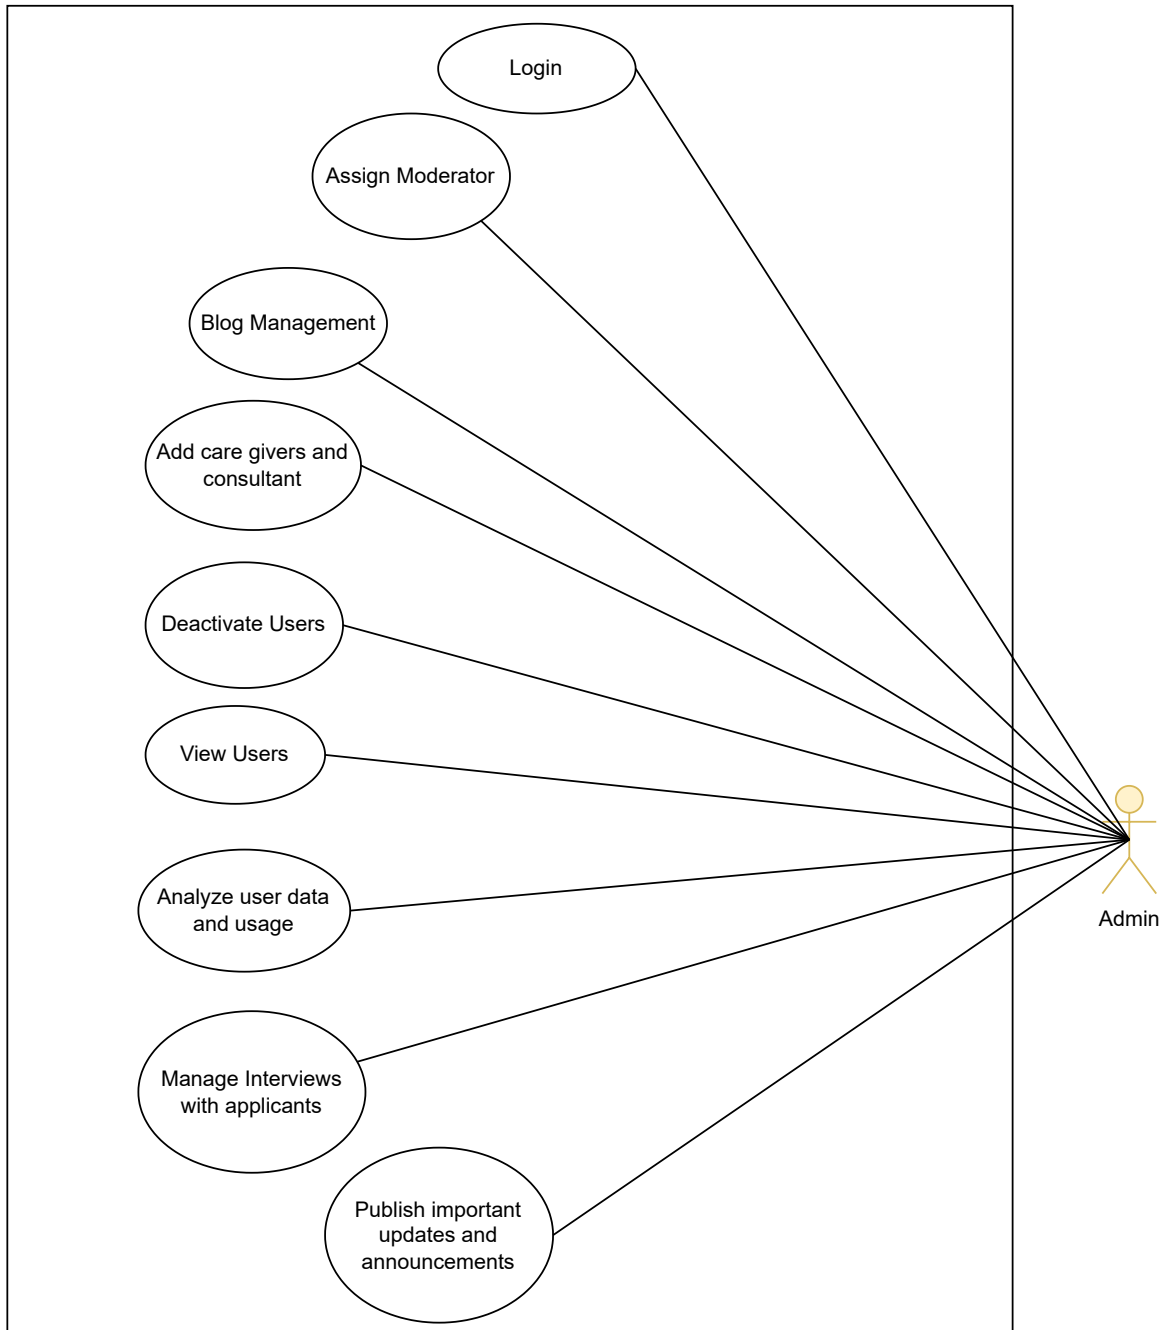 Login
Assign Moderator
Blog Management
Add care givers and
consultant
Deactivate Users
View Users
Analyze user data
and usage
Admin
Manage Interviews
with applicants
Publish important
updates and
announcements